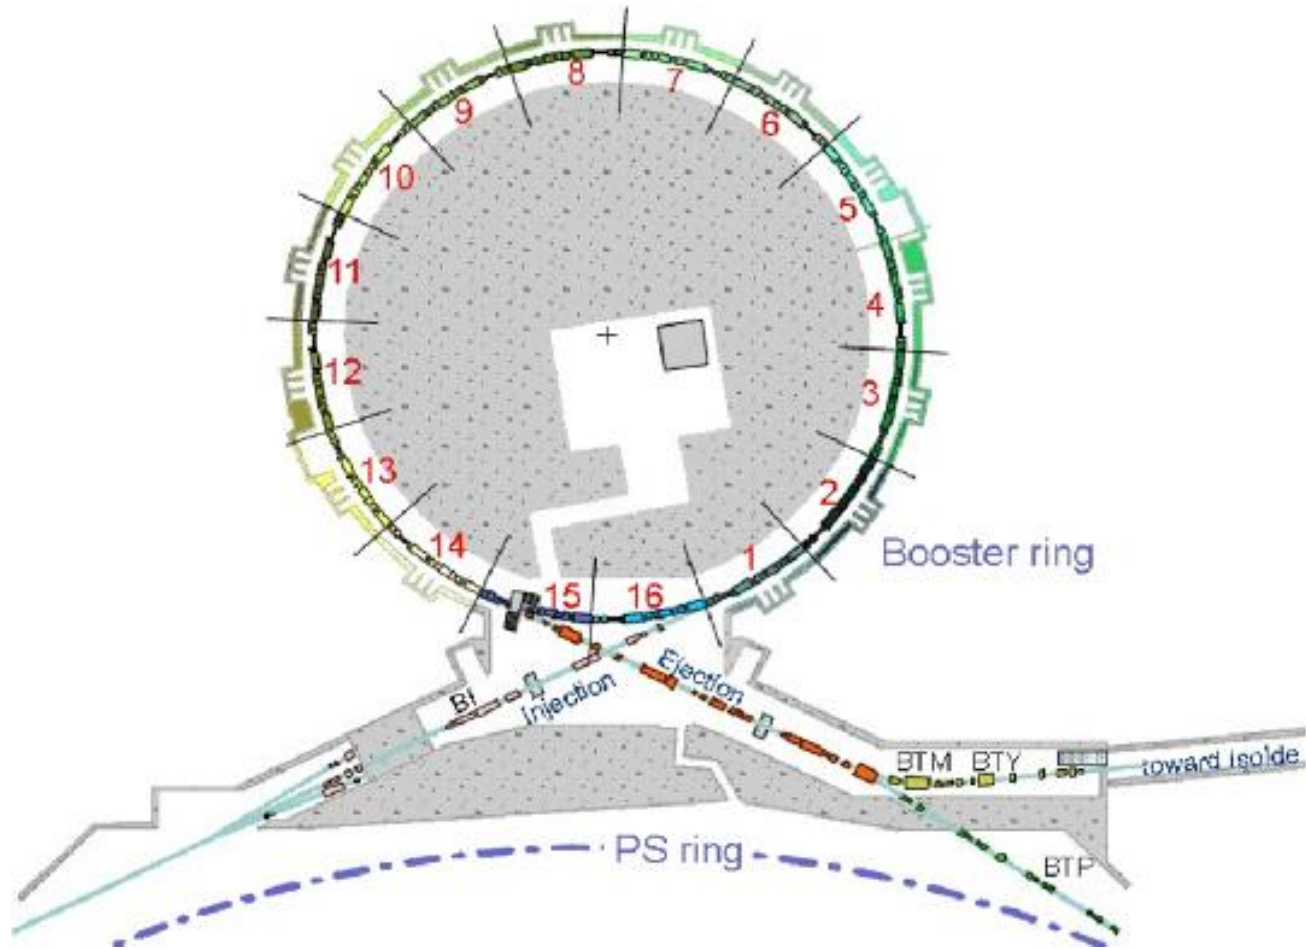 8
7
9
6
10
5
11
4
12
3
13
2
14
1
Booster ring
15
16
Ejection
BI
Injection
BTM
BTY
toward Isolde
PS ring
BTP